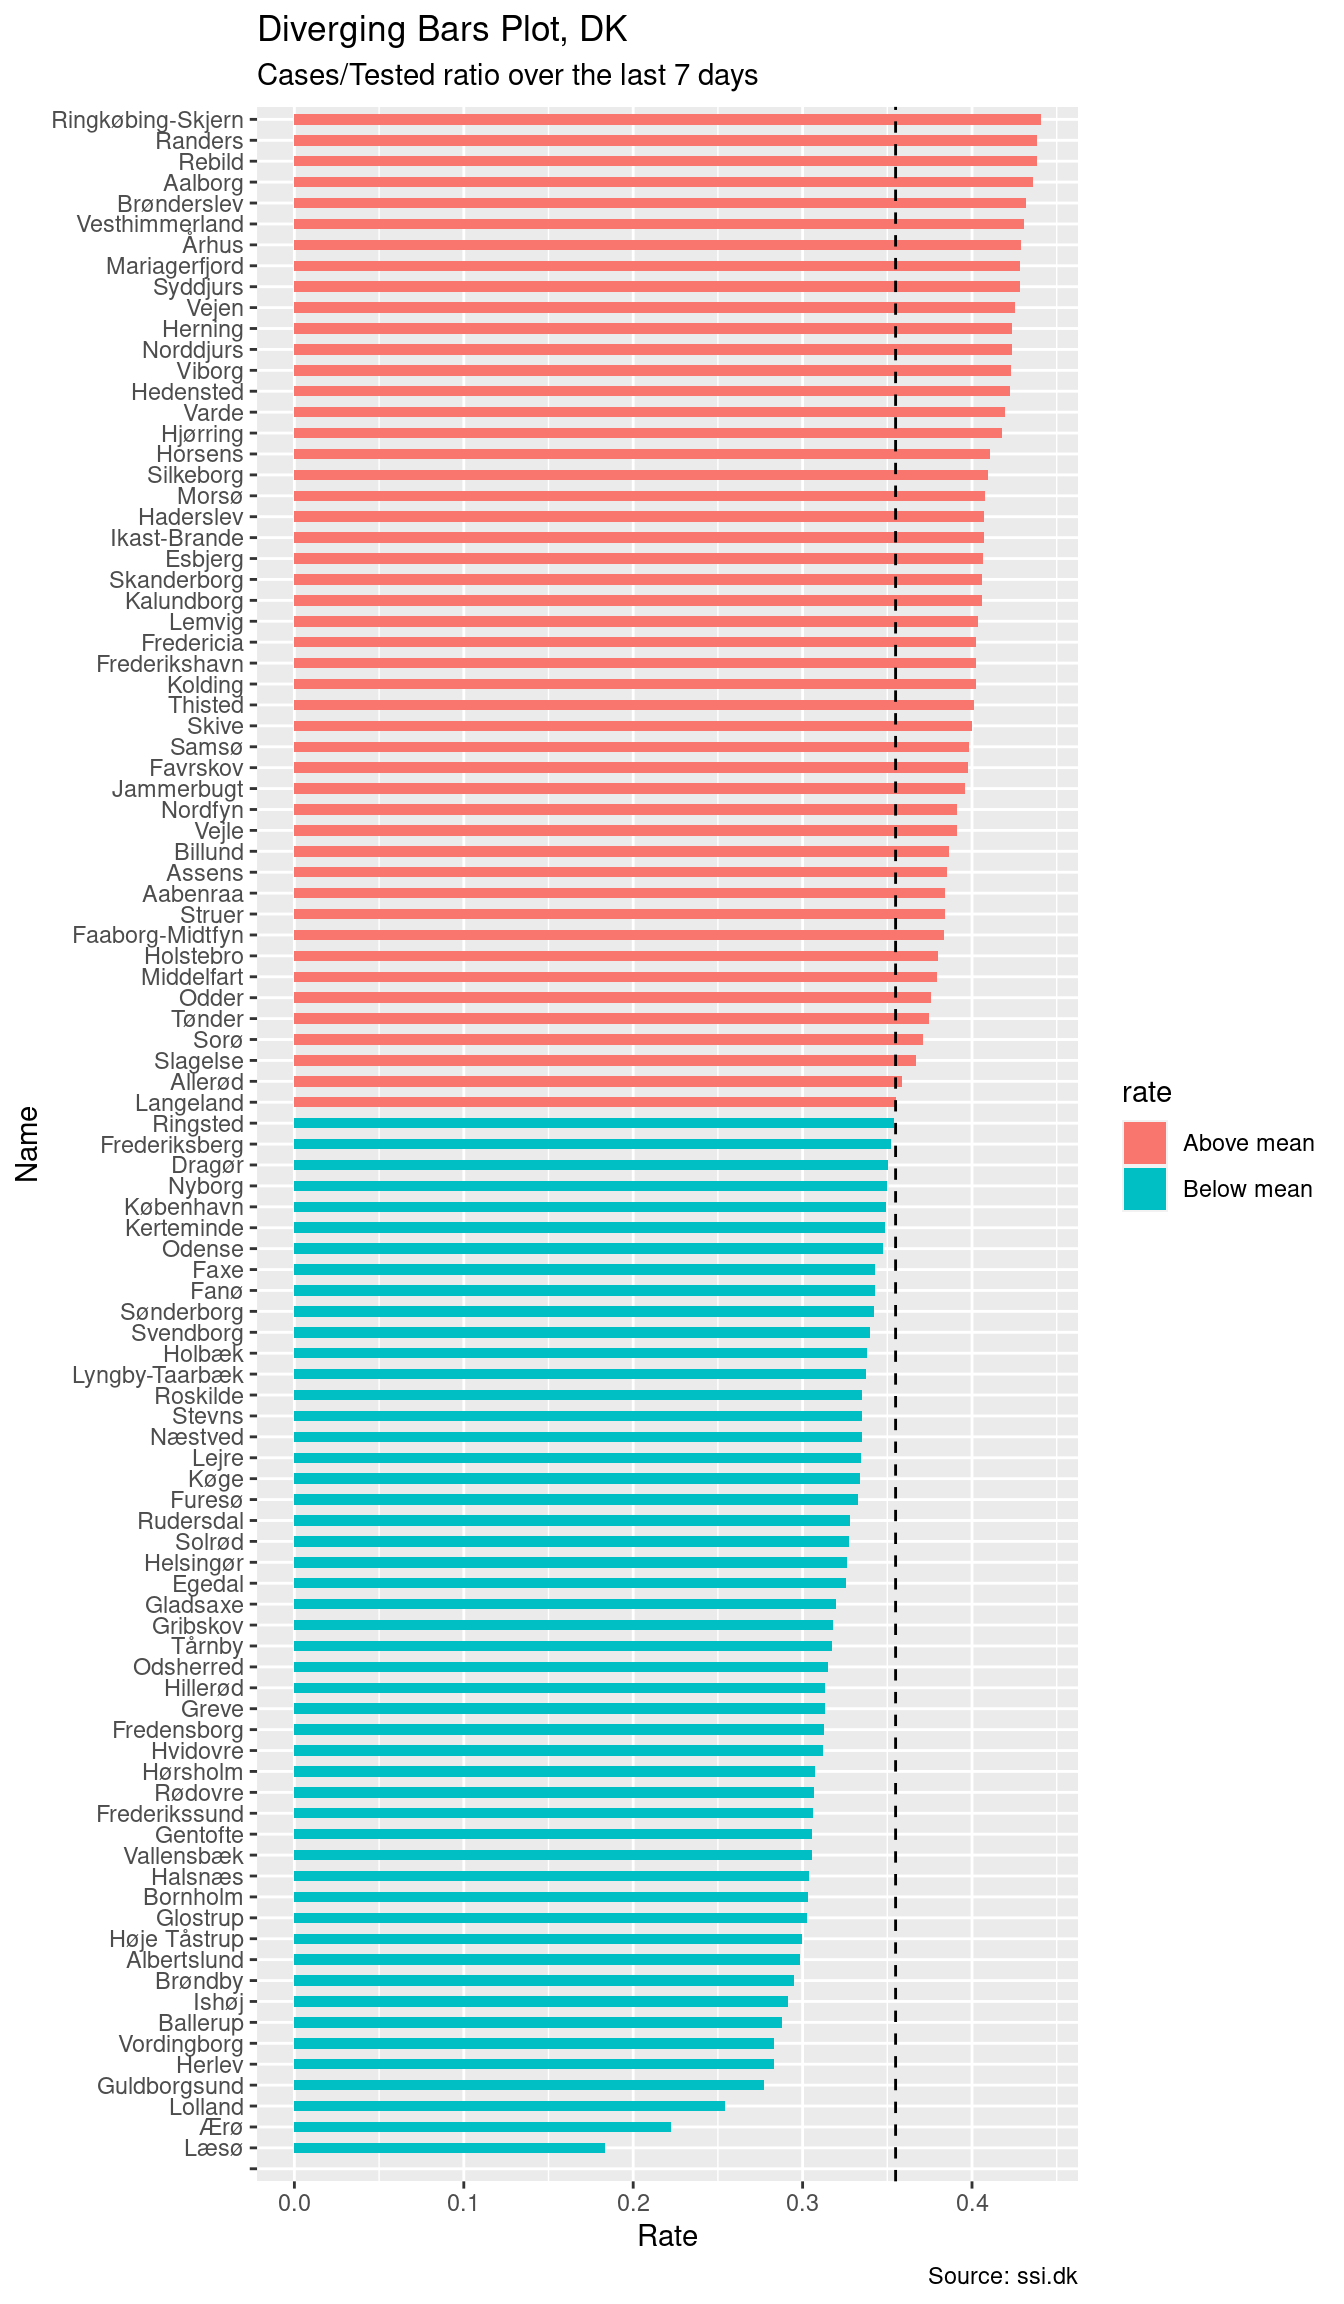 Diverging Bars Plot, DK
Cases/Tested ratio over the last 7 days
Ringkøbing-Skjern
Randers
Rebild
Aalborg
Brønderslev
Vesthimmerland
Århus
Mariagerfjord
Syddjurs
Vejen
Herning
Norddjurs
Viborg
Hedensted
Varde
Hjørring
Horsens
Silkeborg
Morsø
Haderslev
Ikast-Brande
Esbjerg
Skanderborg
Kalundborg
Lemvig
Fredericia
Frederikshavn
Kolding
Thisted
Skive
Samsø
Favrskov
Jammerbugt
Nordfyn
Vejle
Billund
Assens
Aabenraa
Struer
Faaborg-Midtfyn
Holstebro
Middelfart
Odder
Tønder
Sorø
Slagelse
Allerød
Langeland
Ringsted
Frederiksberg
Dragør
Nyborg
København
Kerteminde
Odense
Faxe
Fanø
Sønderborg
Svendborg
Holbæk
Lyngby-Taarbæk
Roskilde
Stevns
Næstved
Lejre
Køge
Furesø
Rudersdal
Solrød
Helsingør
Egedal
Gladsaxe
Gribskov
Tårnby
Odsherred
Hillerød
Greve
Fredensborg
Hvidovre
Hørsholm
Rødovre
Frederikssund
Gentofte
Vallensbæk
Halsnæs
Bornholm
Glostrup
Høje Tåstrup
Albertslund
Brøndby
Ishøj
Ballerup
Vordingborg
Herlev
Guldborgsund
Lolland
Ærø
Læsø
Name
0.0 0.1 0.2 0.3 0.4
Rate
rate
Above mean
Below mean
Source: ssi.dk